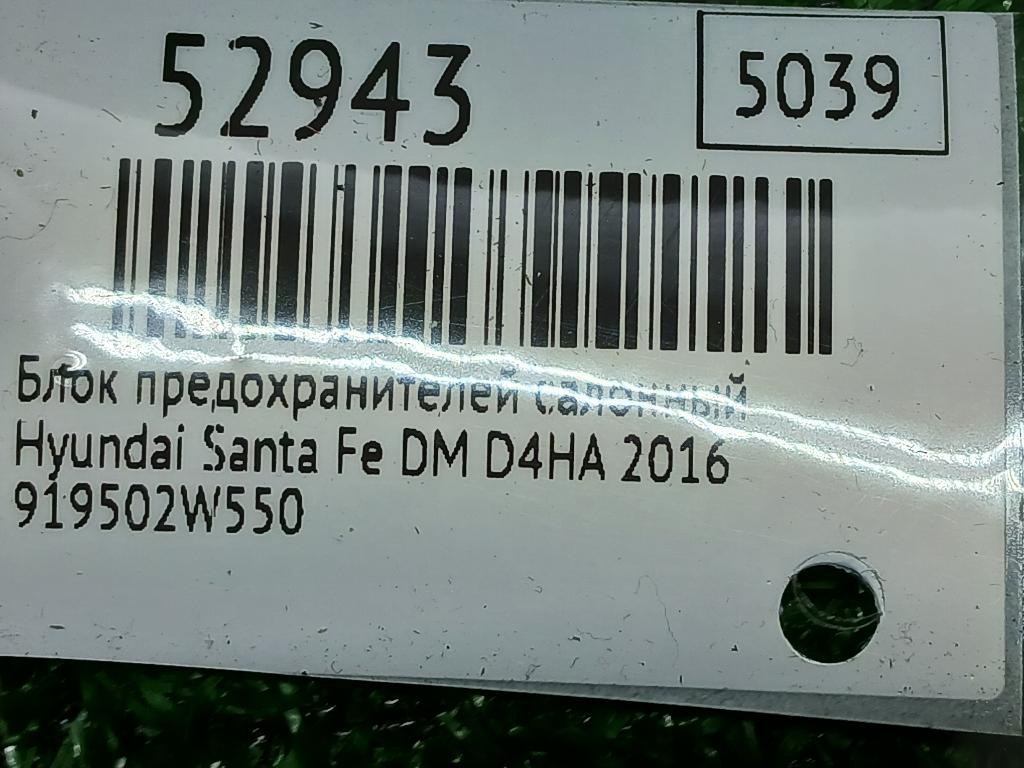 52943
5039
Блок предохранителей салонный
Hyundai Santa Fe DM D4HA 2016
919502W550